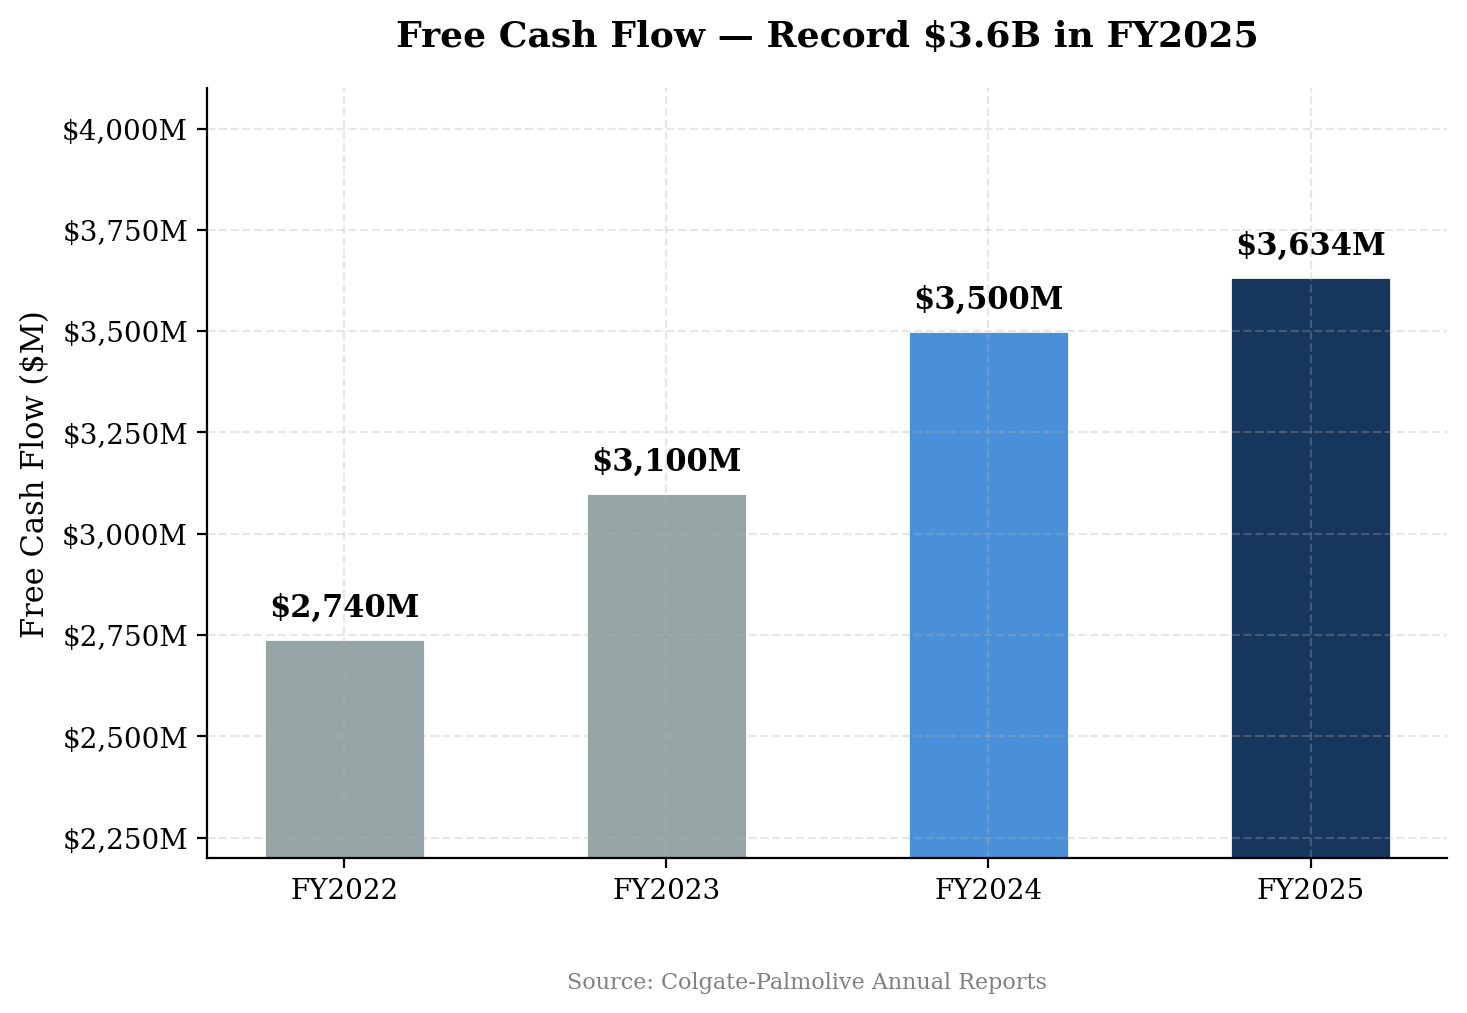 Free Cash Flow — Record $3.6B in FY2025
Free Cash Flow ($M)
$4,000M
$3,750M
$3,500M
$3,250M
$3,000M
$2,750M
$2,500M
$2,250M
$2,740M
$3,100M
$3,500M
$3,634M
FY2022
FY2023
FY2024
FY2025
Source: Colgate-Palmolive Annual Reports